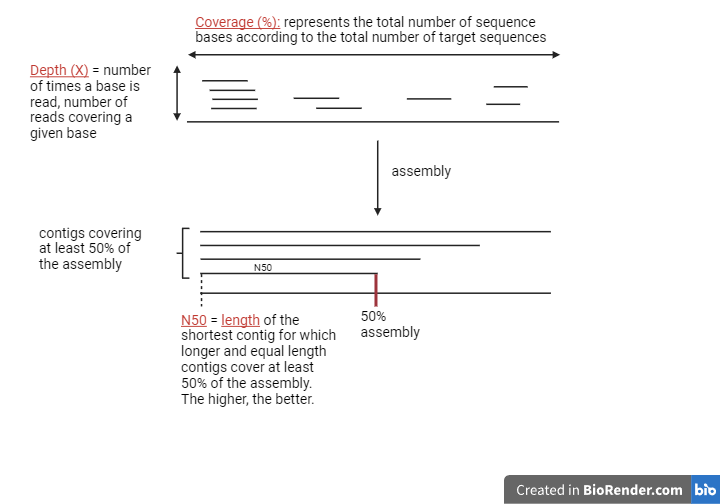 Coverage (%): represents the total number of sequence
bases according to the total number of target sequences
Depth (X) = number
of times a base is
read, number of
reads covering a
given base
assembly
contigs covering
at least 50% of
the assembly
N50
N50 = length of the
shortest contig for which
longer and equal length
contigs cover at least
50% of the assembly.
The higher, the better.
50%
assembly
Created in BioRender.com bio